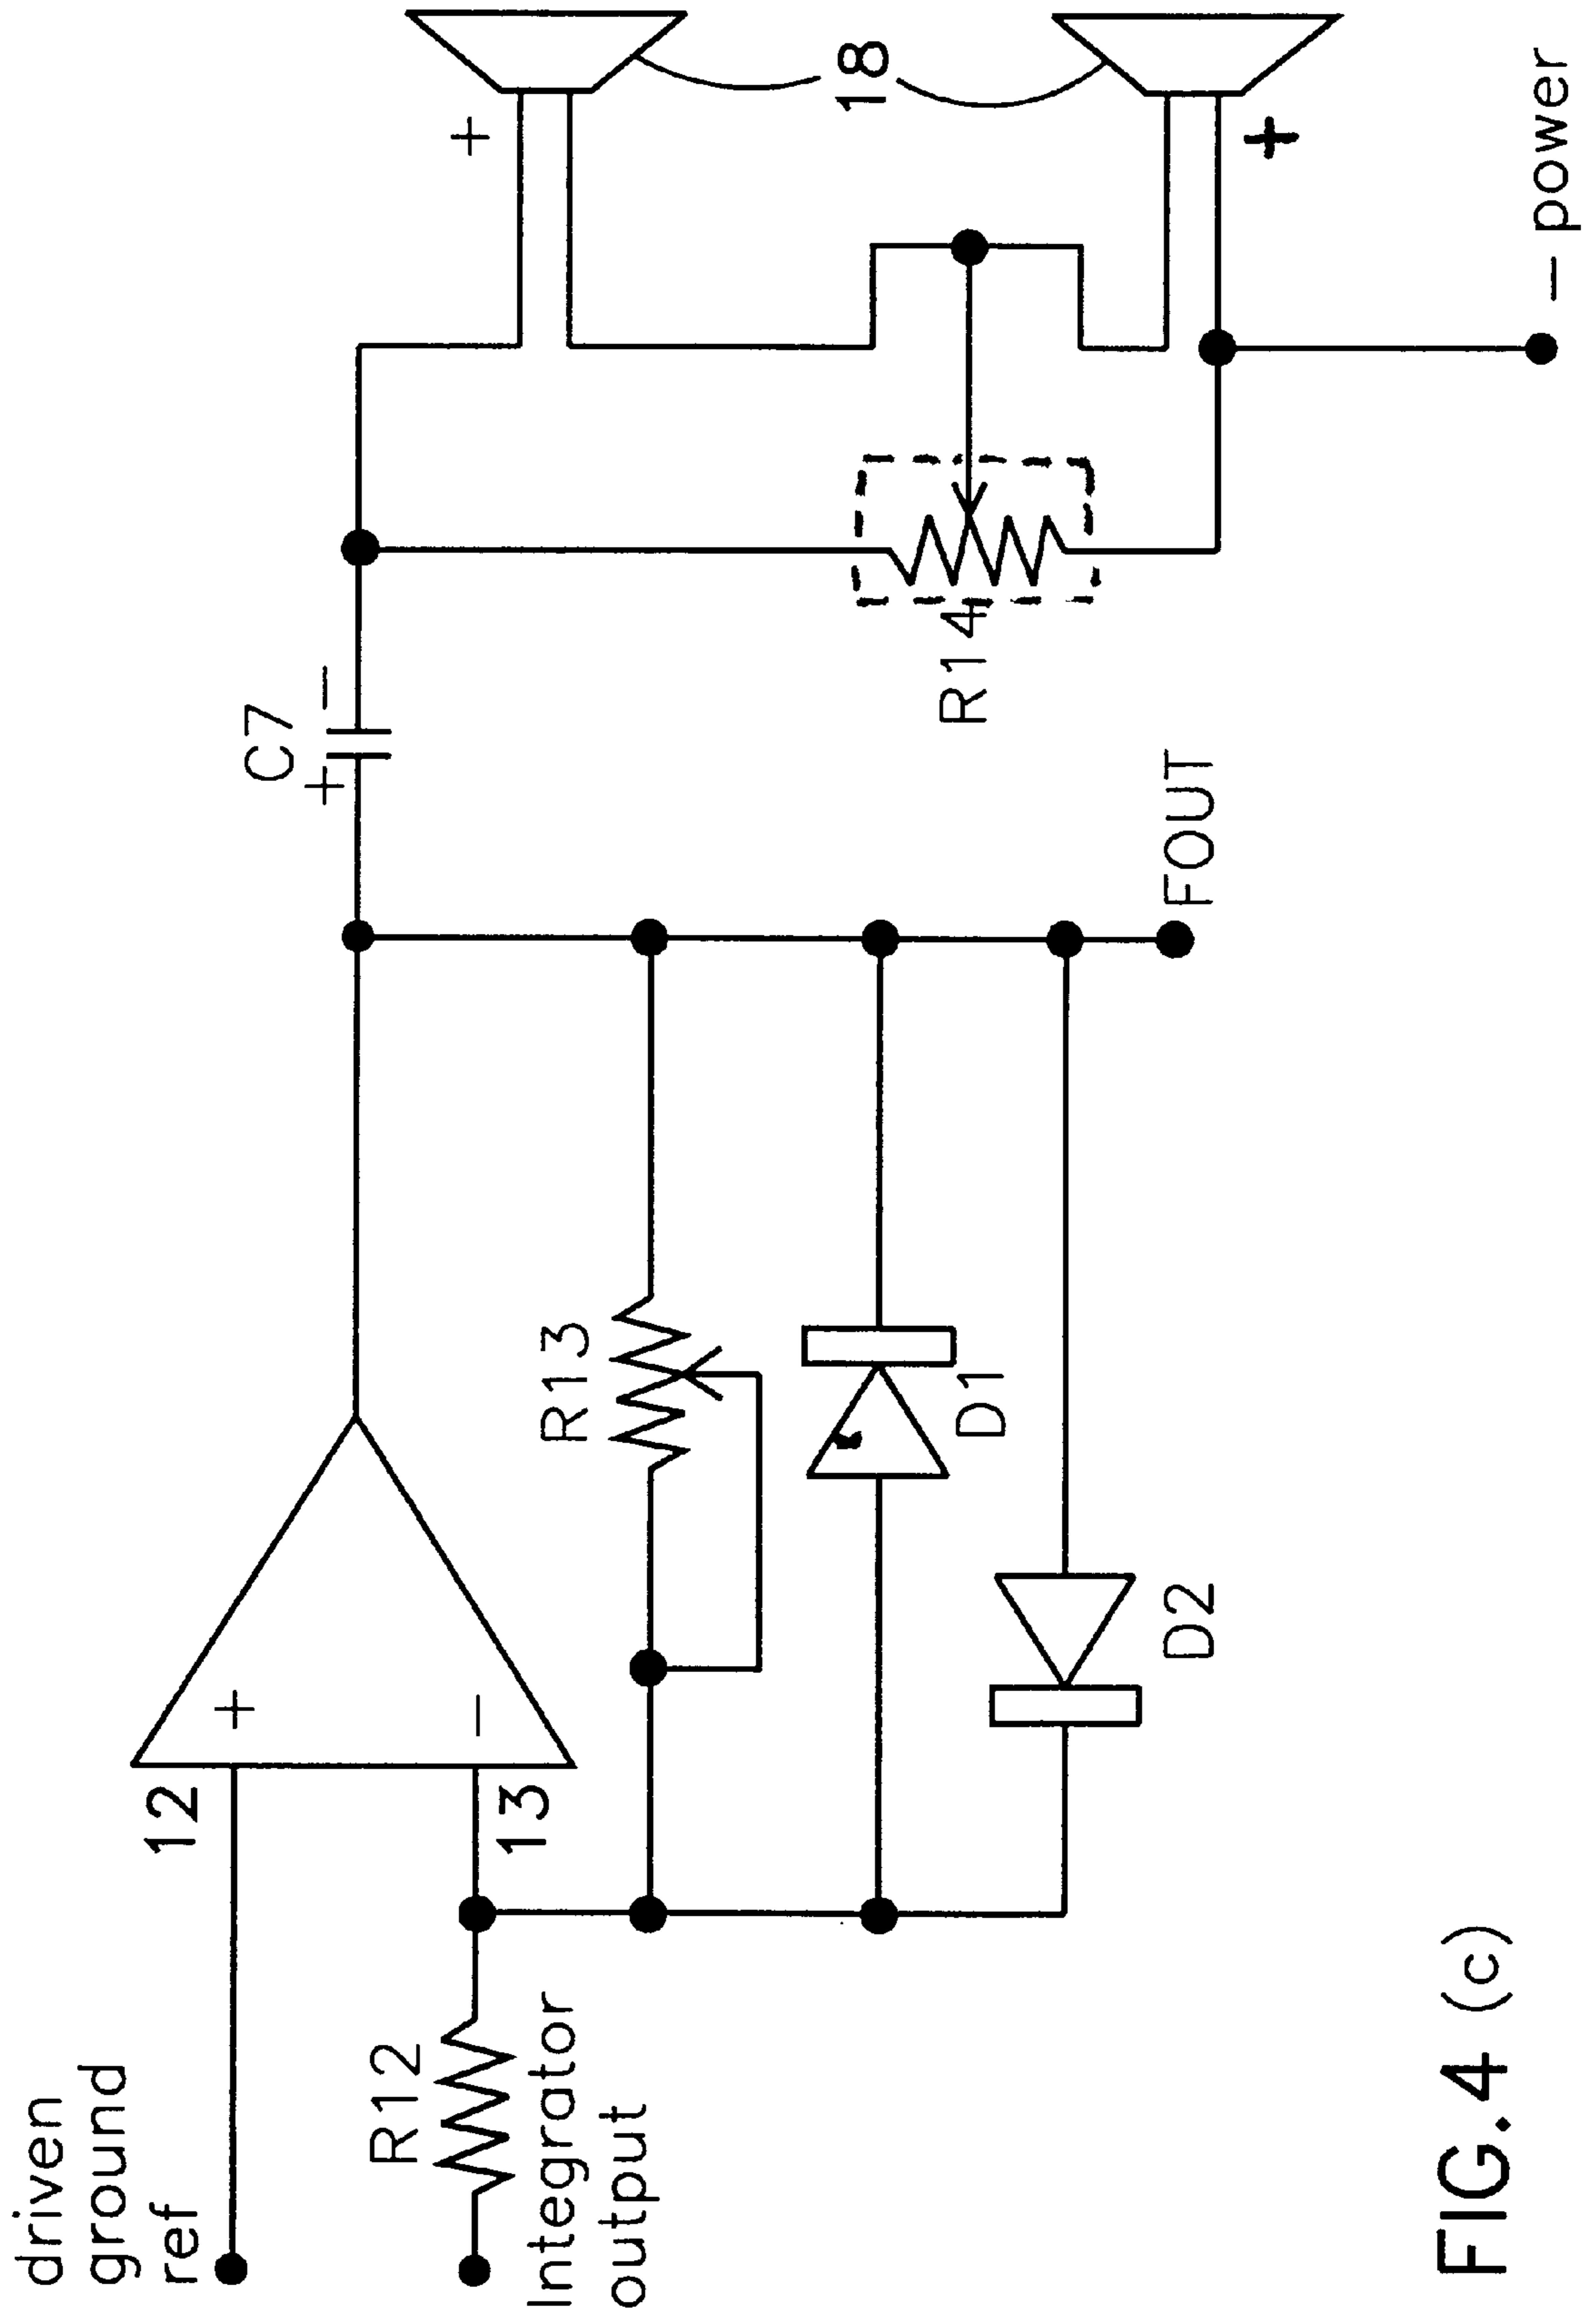 driven
ground
ref
12
+
R12
Integrator
output
13
−
R13
D1
D2
C7
+ −
FOUT
R14
+
18
+
− power
FIG.4 (c)